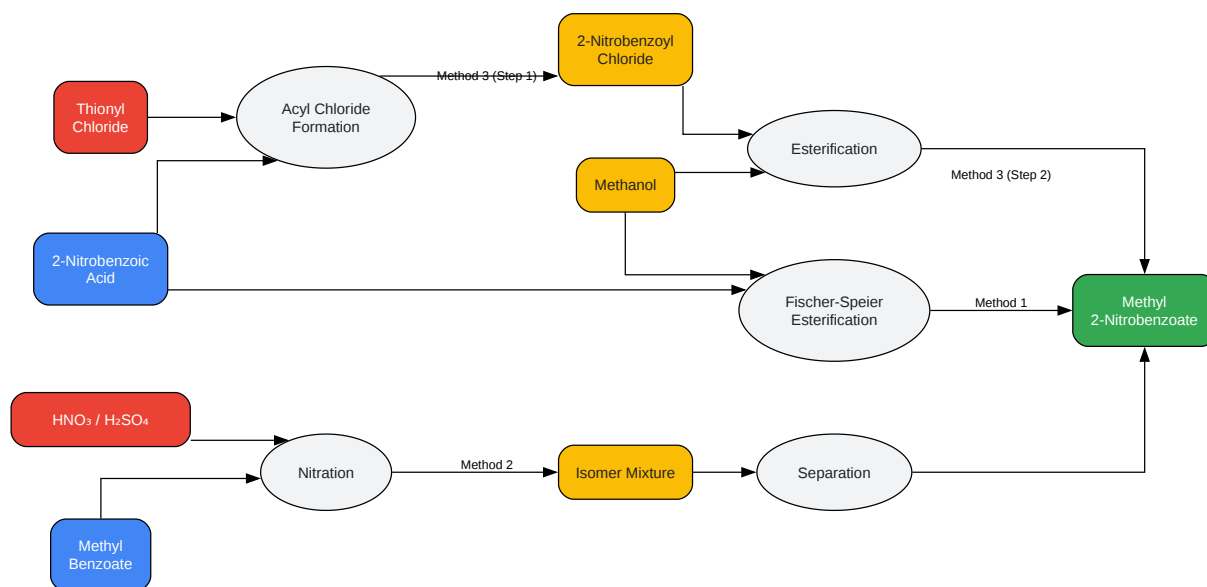 2-Nitrobenzoyl
Chloride
Method 3 (Step 1)
Thionyl
Chloride
Acyl Chloride
Formation
Esterification
Methanol
Method 3 (Step 2)
2-Nitrobenzoic
Acid
Fischer-Speier
Esterification
Method 1
Methyl
2-Nitrobenzoate
HNO₃ / H₂SO₄
Nitration
Method 2
Isomer Mixture
Separation
Methyl
Benzoate